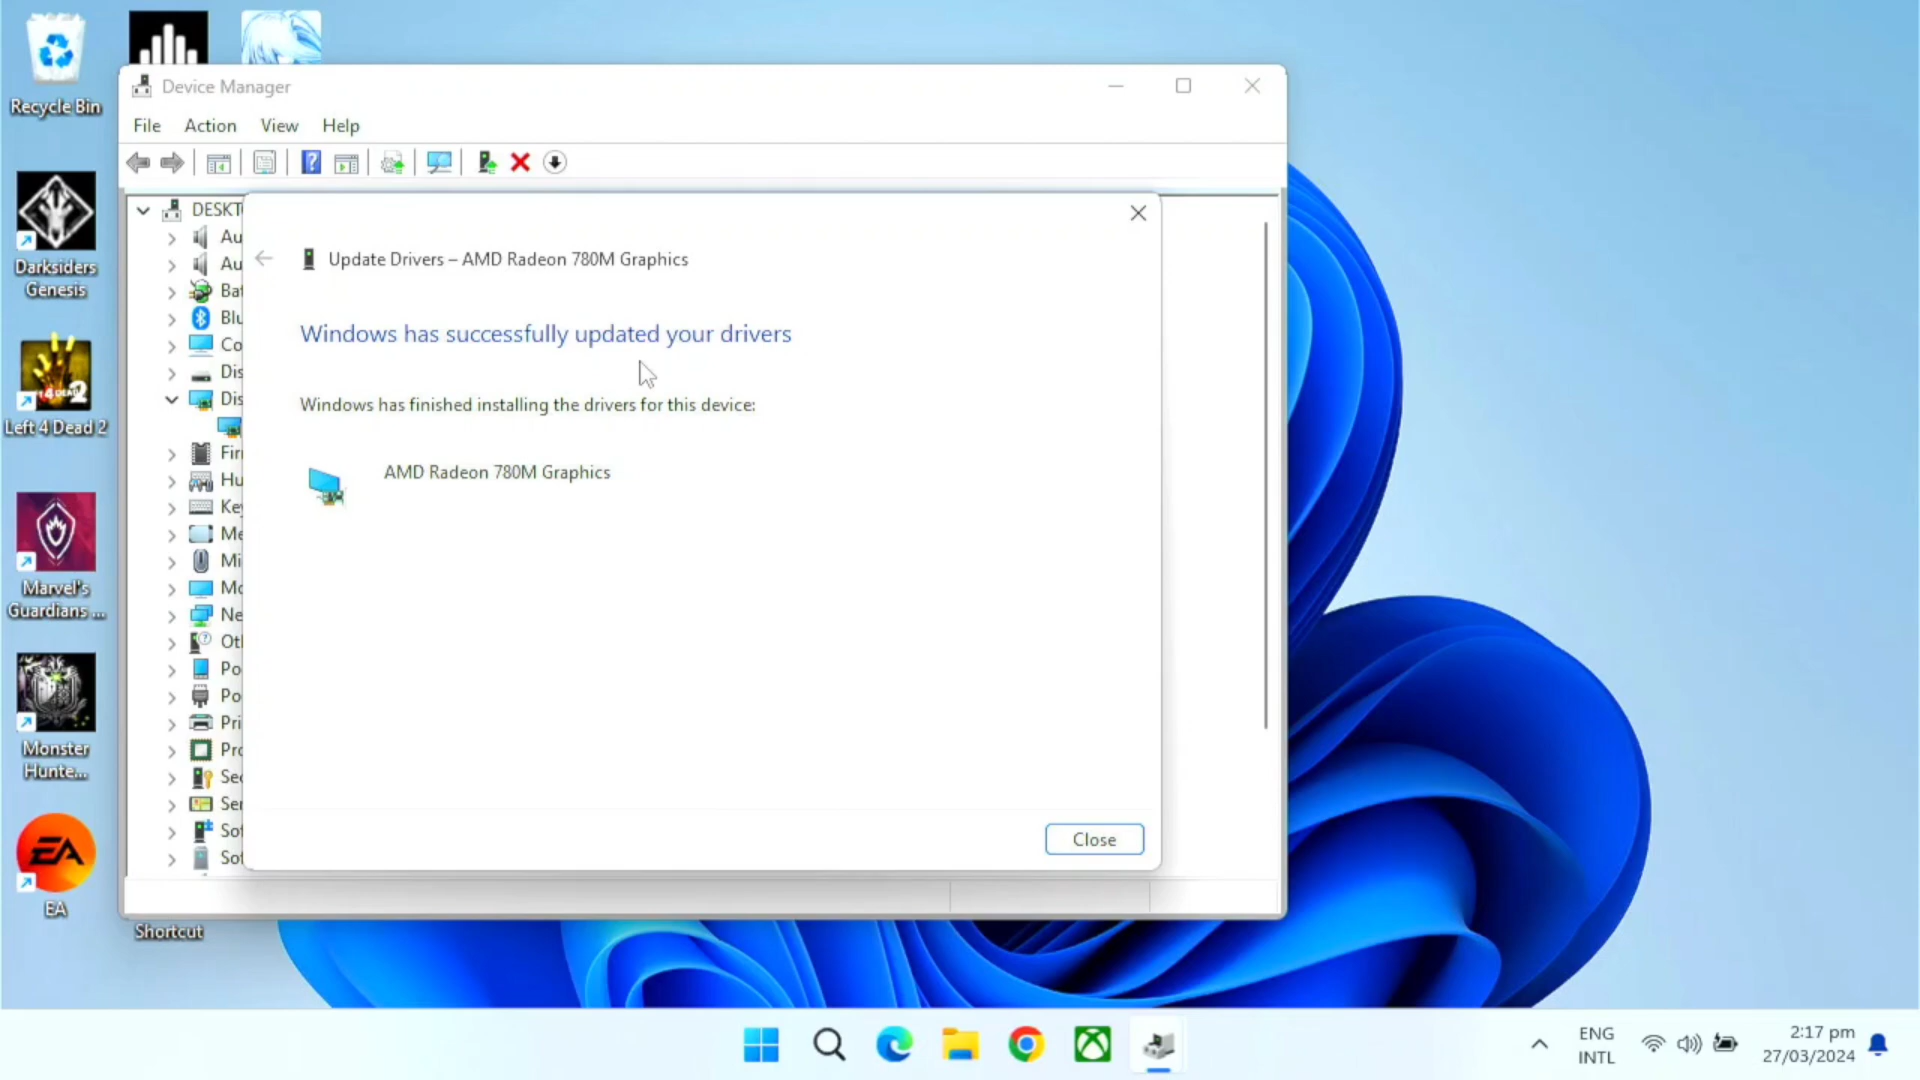 Recycle Bin
Darksiders
Genesis
Left 4 Dead 2
Marvel's
Guardians ...
Monster
Hunte...
EA
Shortcut
Device Manager
File Action View Help
DESKT
Au
Au
Bat
Blu
Co
Dis
Dis
Fir
Hu
Key
Me
Mi
Mo
Ne
Ot
Po
Po
Pri
Pro
Sec
Ser
Sof
Sof
Update Drivers – AMD Radeon 780M Graphics
Windows has successfully updated your drivers
Windows has finished installing the drivers for this device:
AMD Radeon 780M Graphics
Close
ENG
INTL
2:17 pm
27/03/2024